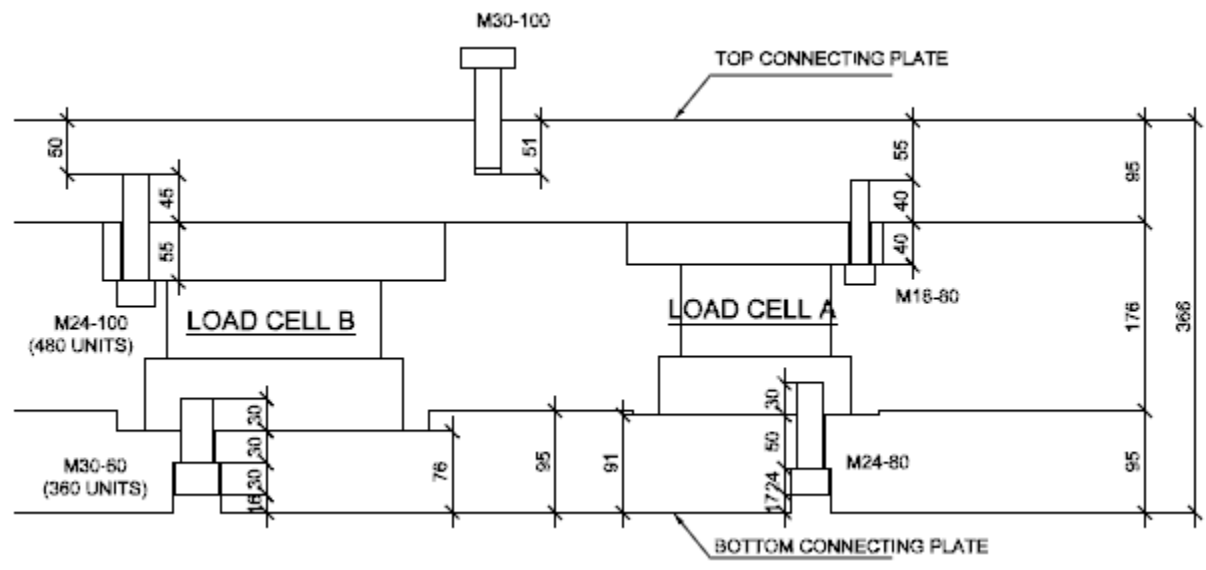 M30-100
TOP CONNECTING PLATE
50
51
55
45
95
40
55
40
M18-80
LOAD CELL B
LOAD CELL A
M24-100
(480 UNITS)
176
366
30
30
30
50
M30-60
(360 UNITS)
30
76
95
91
24
M24-80
95
16
17
BOTTOM CONNECTING PLATE